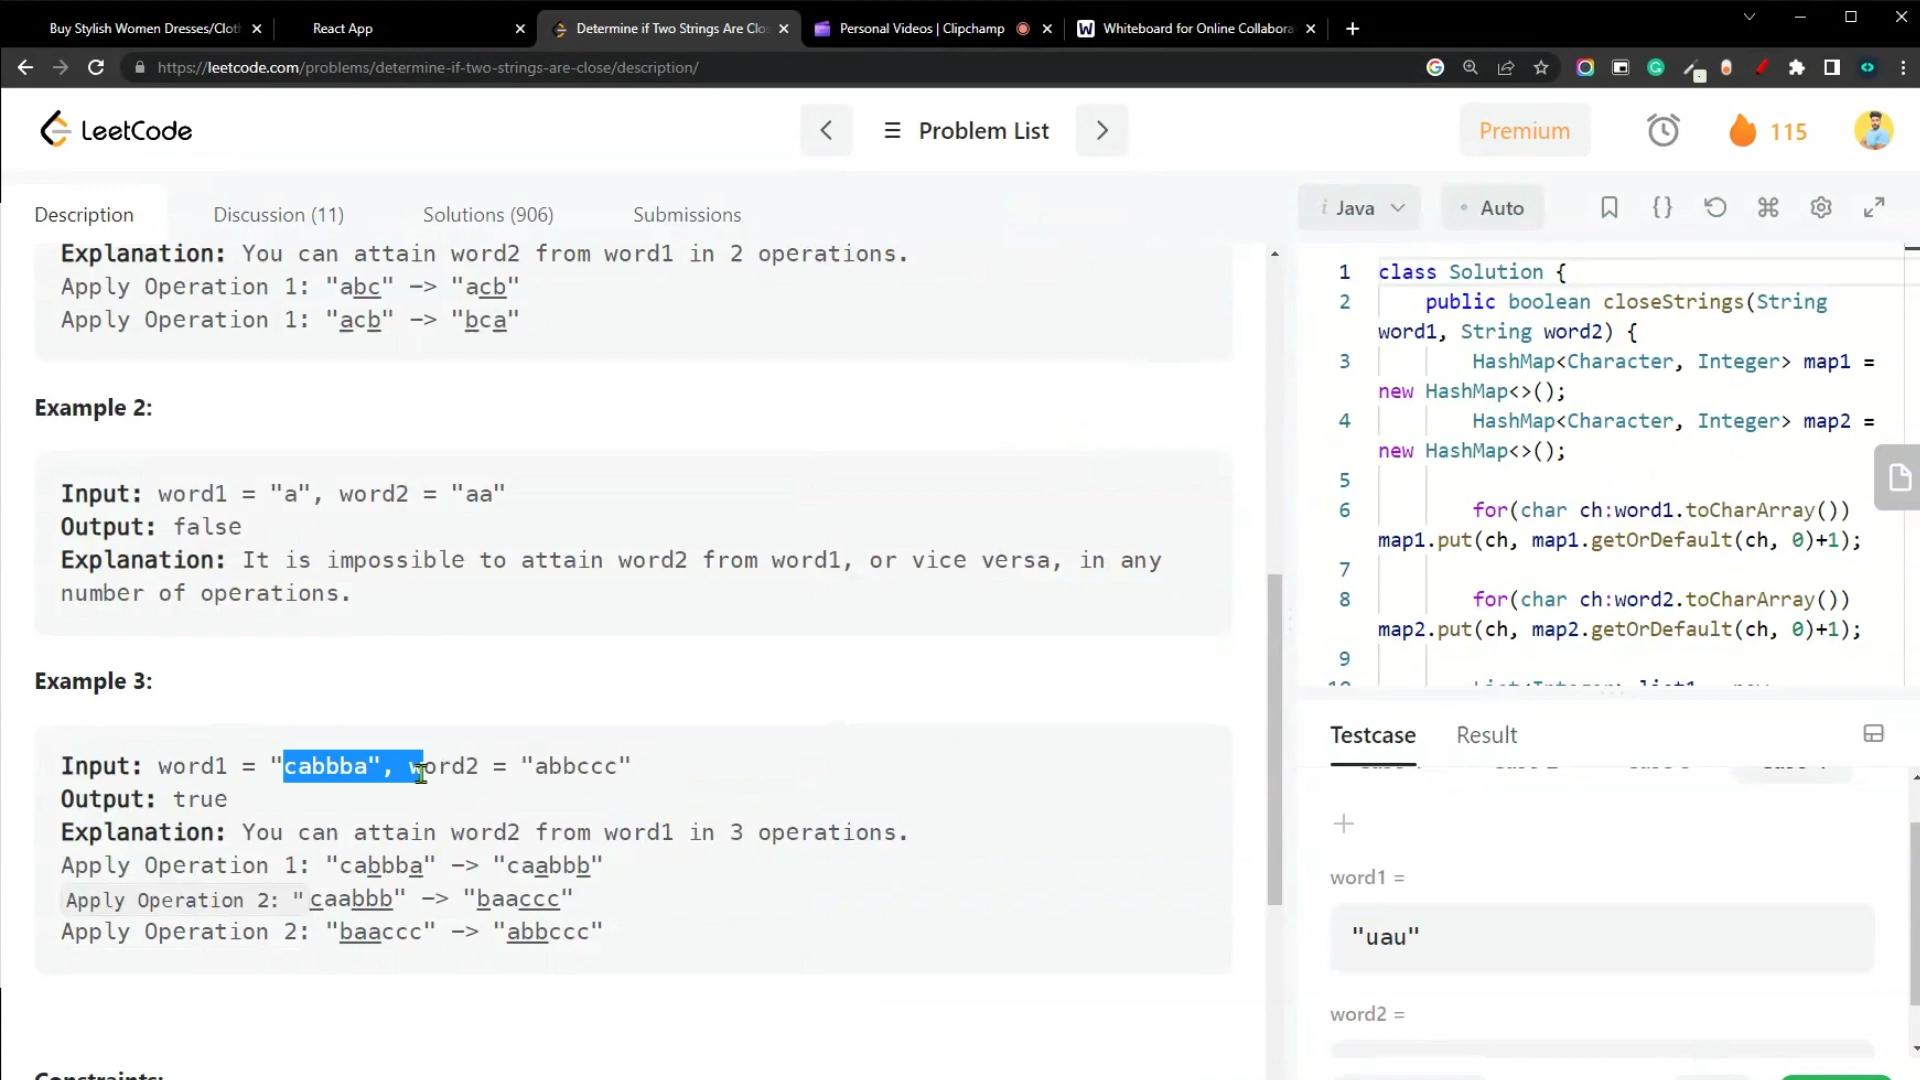 Buy Stylish Women Dresses/Clot
React App
Determine if Two Strings Are Clo
Personal Videos | Clipchamp
Whiteboard for Online Collabora
https://leetcode.com/problems/determine-if-two-strings-are-close/description/
LeetCode
Problem List
Premium
115
Description
Discussion (11)
Solutions (906)
Submissions
Java
Auto
Explanation: You can attain word2 from word1 in 2 operations.
Apply Operation 1: "abc" -> "acb"
Apply Operation 1: "acb" -> "bca"
Example 2:
Input: word1 = "a", word2 = "aa"
Output: false
Explanation: It is impossible to attain word2 from word1, or vice versa, in any
number of operations.
Example 3:
Input: word1 = "cabbba", word2 = "abbccc"
Output: true
Explanation: You can attain word2 from word1 in 3 operations.
Apply Operation 1: "cabbba" -> "caabbb"
Apply Operation 2: "caabbb" -> "baaccc"
Apply Operation 2: "baaccc" -> "abbccc"
Constraints:
1 class Solution {
2 public boolean closeStrings(String
word1, String word2) {
3 HashMap<Character, Integer> map1 =
new HashMap<>();
4 HashMap<Character, Integer> map2 =
new HashMap<>();
5
6 for(char ch:word1.toCharArray())
map1.put(ch, map1.getOrDefault(ch, 0)+1);
7
8 for(char ch:word2.toCharArray())
map2.put(ch, map2.getOrDefault(ch, 0)+1);
9
10 List<Integer> list1 = new
Testcase
Result
word1 =
"uau"
word2 =